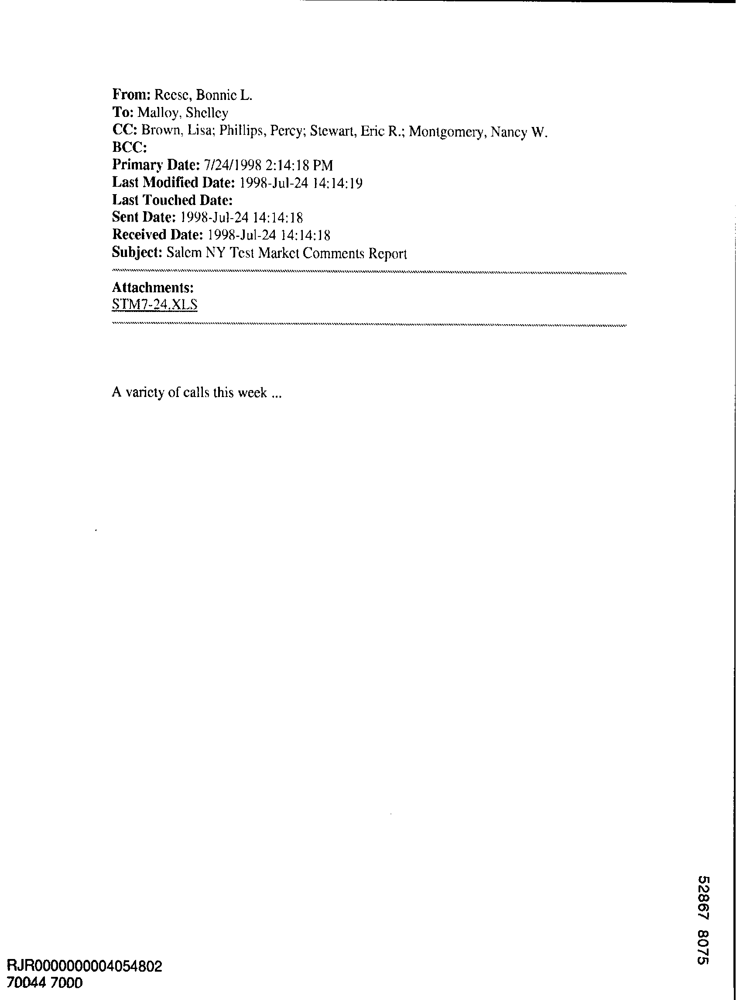 From: Reese, Bonnie L.
To: Malloy, Shelley
CC: Brown, Lisa; Phillips, Percy; Stewart, Eric R.; Montgomery, Nancy W.
BCC:
Primary Date: 7/24/1998 2:14:18 PM
Last Modified Date: 1998-Jul-24 14:14:19
Last Touched Date:
Sent Date: 1998-Jul-24 14:14:18
Received Date: 1998-Jul-24 14:14:18
Subject: Salem NY Test Market Comments Report
Attachments:
STM7-24.XLS
A variety of calls this week ...
52867 8075
RJR0000000004054802
70044 7000